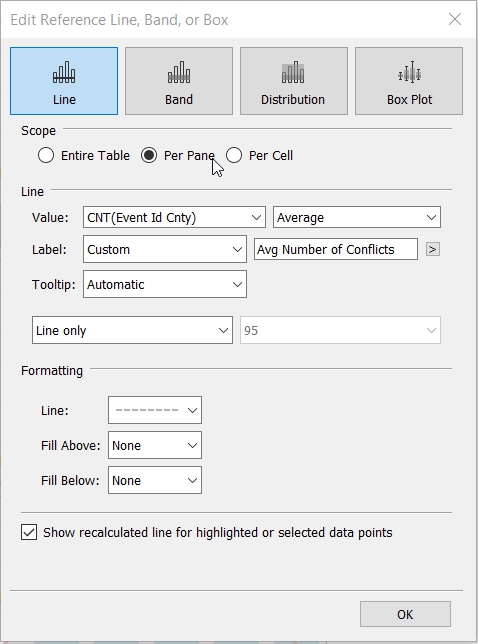 Edit Reference Line, Band, or Box
Line Band Distribution Box Plot
Scope
Entire Table Per Pane Per Cell
Line
Value: CNT(Event Id Cnty) Average
Label: Custom Avg Number of Conflicts >
Tooltip: Automatic
Line only 95
Formatting
Line:
Fill Above: None
Fill Below: None
Show recalculated line for highlighted or selected data points
OK